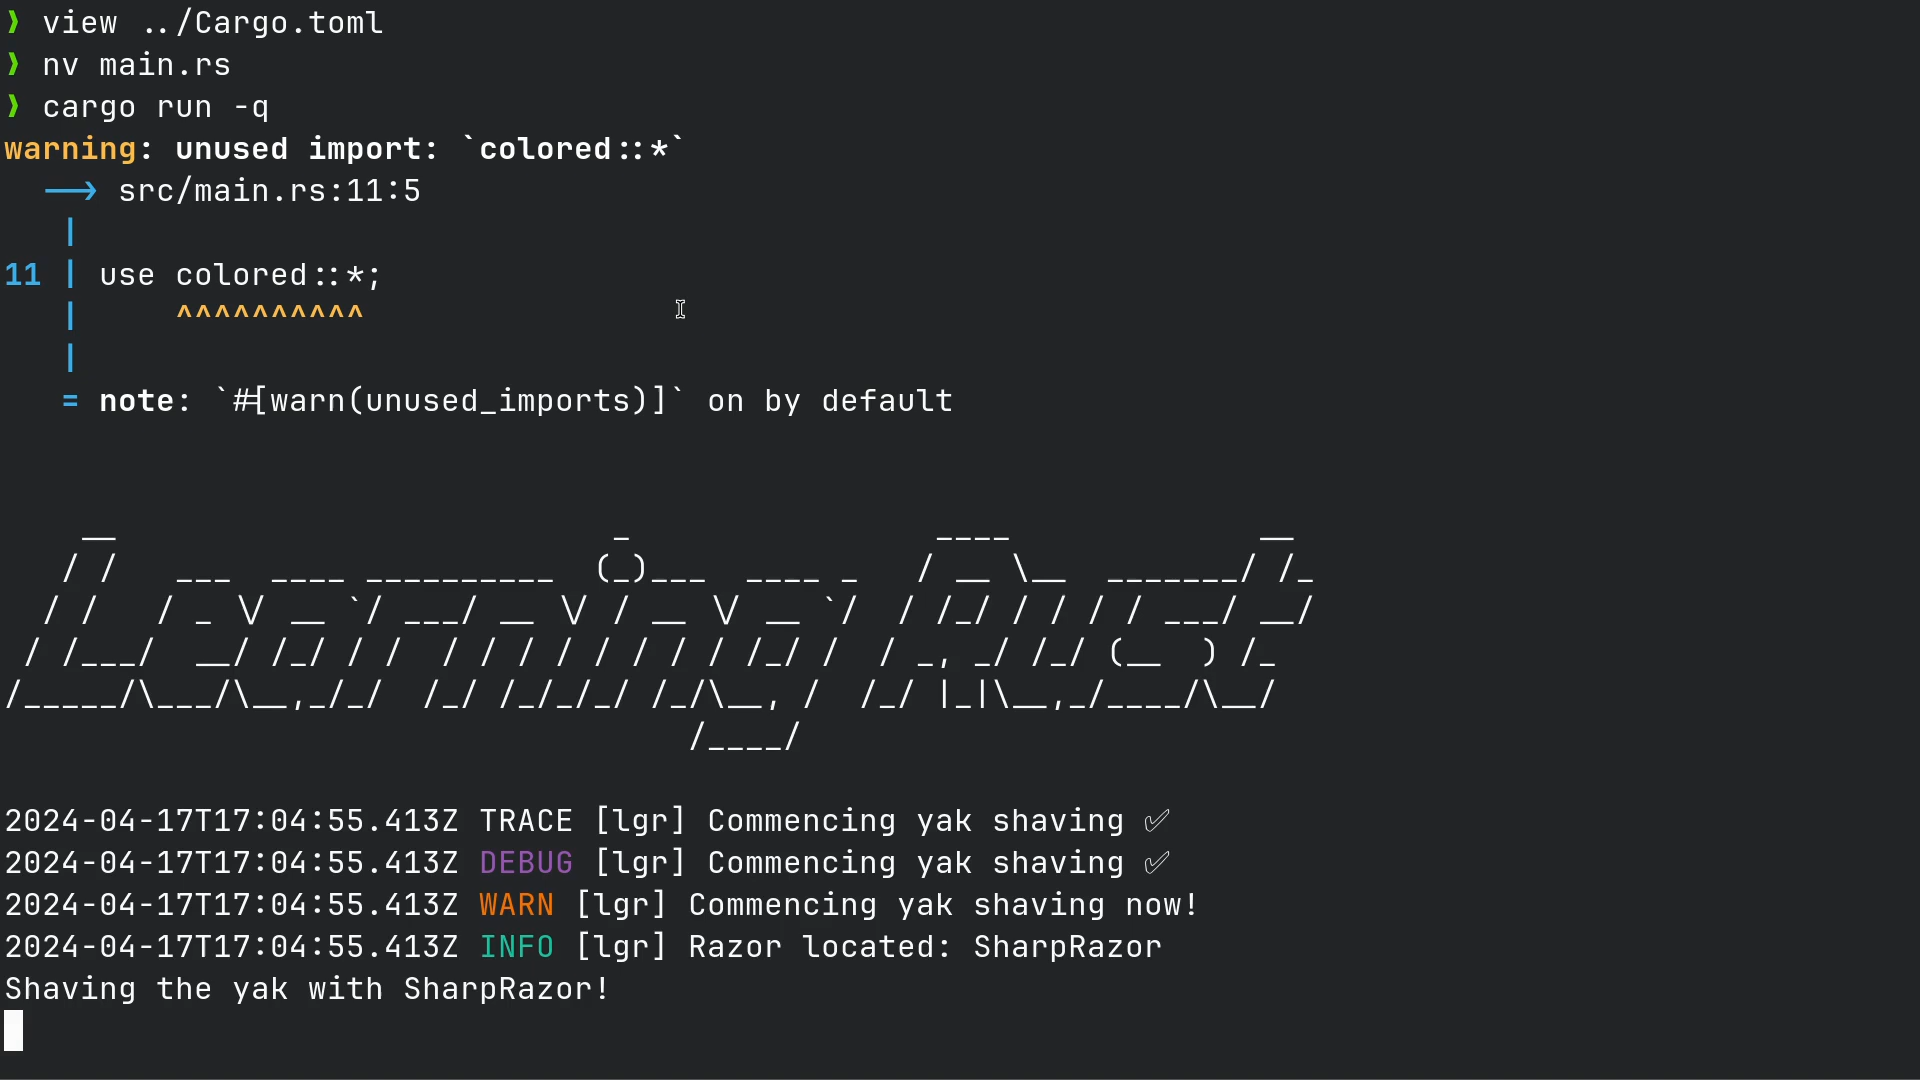 ❯ view ../Cargo.toml
❯ nv main.rs
❯ cargo run -q
warning: unused import: `colored::*`
  --> src/main.rs:11:5
   |
11 | use colored::*;
   |     ^^^^^^^^^^
   |
   = note: `#[warn(unused_imports)]` on by default
Learning Rust
2024-04-17T17:04:55.413Z TRACE [lgr] Commencing yak shaving ✅
2024-04-17T17:04:55.413Z DEBUG [lgr] Commencing yak shaving ✅
2024-04-17T17:04:55.413Z WARN [lgr] Commencing yak shaving now!
2024-04-17T17:04:55.413Z INFO [lgr] Razor located: SharpRazor
Shaving the yak with SharpRazor!